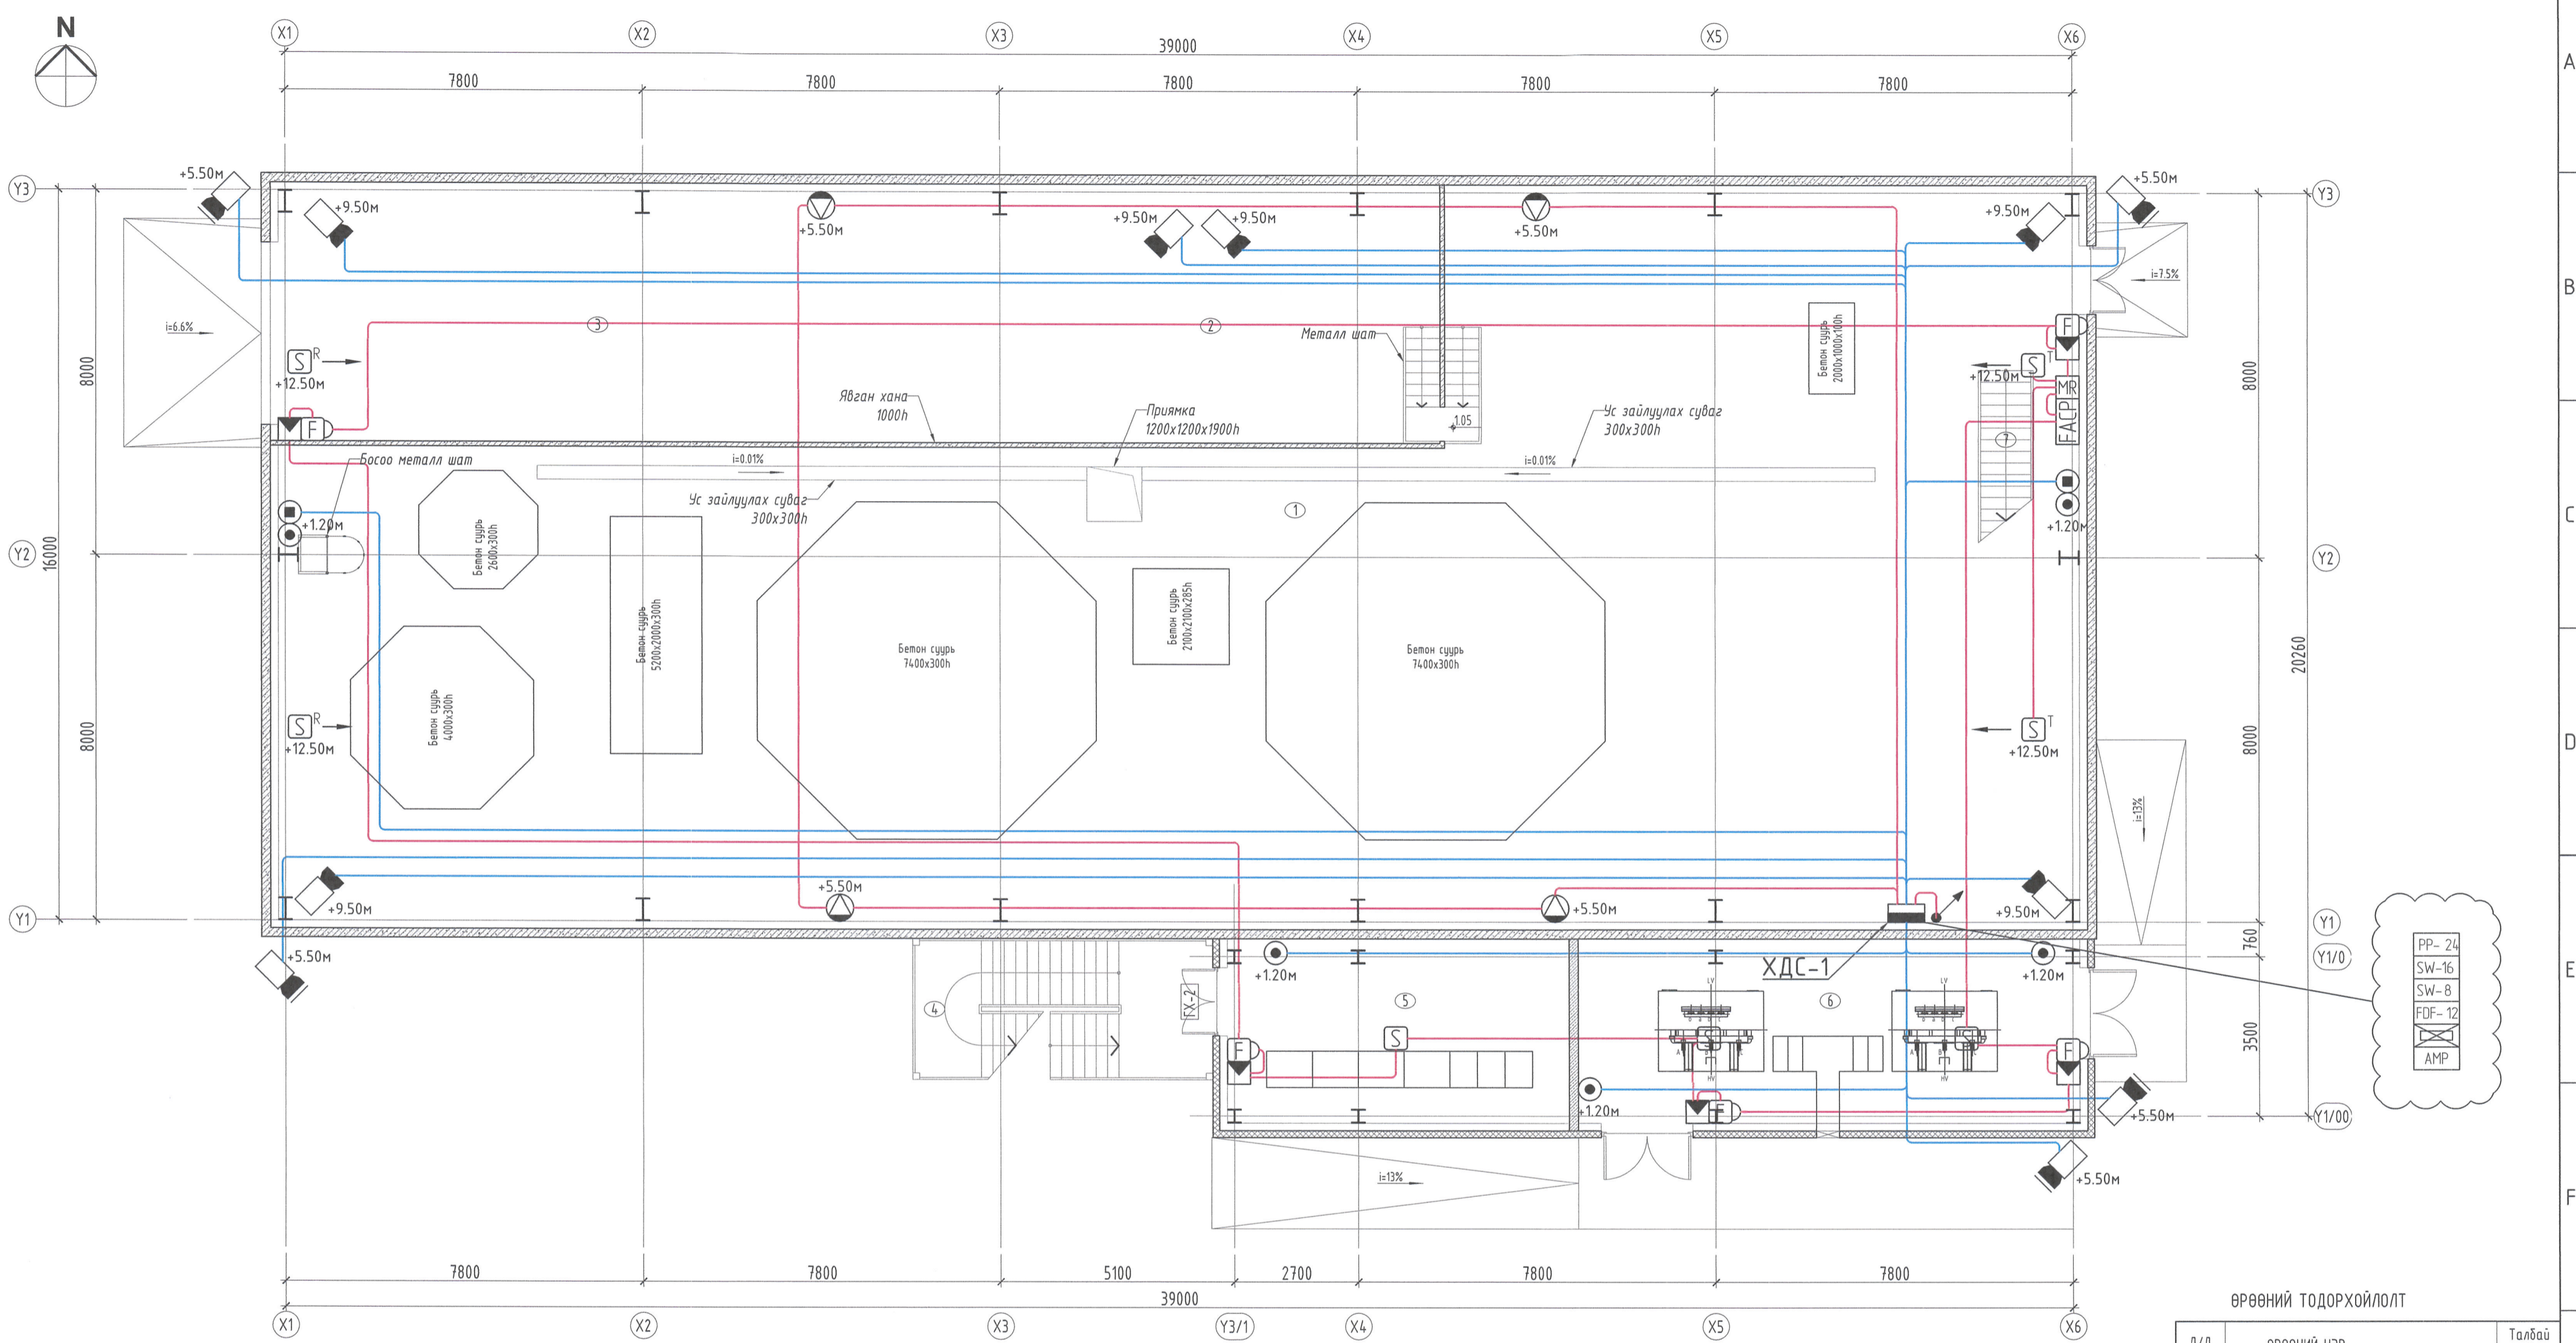 N
X1
X2
X3
X4
X5
X6
39000
7800
7800
7800
7800
7800
A
B
C
D
E
F
Y3
Y3
+5.50м
+9.50м
+5.50м
+9.50м
+9.50м
+5.50м
+9.50м
+5.50м
i=6.6%
i=7.5%
3
2
Металл шат
Бетон суурь
2000x1000x100h
F
S R
+12.50м
S T
+12.50м
MR
FACP
8000
8000
F
Явган хана
1000h
Приямка
1200x1200x1900h
+1.05
Ус зайлуулах суваг
300x300h
7
Босоо металл шат
i=0.01%
i=0.01%
Ус зайлуулах суваг
300x300h
1
+1.20м
+1.20м
Y2
16000
Y2
Бетон суурь
2600x300h
Бетон суурь
5200x2000x300h
Бетон суурь
7400x300h
Бетон суурь
2100x2100x285h
Бетон суурь
7400x300h
20260
Бетон суурь
4000x300h
8000
8000
S R
+12.50м
S T
+12.50м
i=13%
+9.50м
+5.50м
+5.50м
+9.50м
Y1
Y1
760
Y1/0
+5.50м
+1.20м
ХДС-1
+1.20м
PP- 24
SW-16
SW- 8
FDF- 12
AMP
4
ГХ-2
5
6
LV
LV
3500
F
S
S
S
F
A
B
A
B
HV
HV
+1.20м
F
+5.50м
Y1/00
i=13%
+5.50м
7800
7800
5100
2700
7800
7800
39000
X1
X2
X3
Y3/1
X4
X5
X6
ӨРӨӨНИЙ ТОДОРХОЙЛОЛТ
Д/Д
ӨРӨӨНИЙ НЭР
Талбай